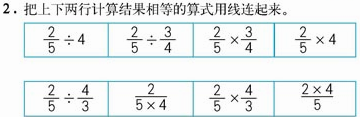 2. 把上下两行计算结果相等的算式用线连起来。
2/5 ÷ 4  2/5 ÷ 3/4  2/5 × 3/4  2/5 × 4
2/5 ÷ 4/3  2/(5 × 4)  2/5 × 4/3  (2 × 4)/5